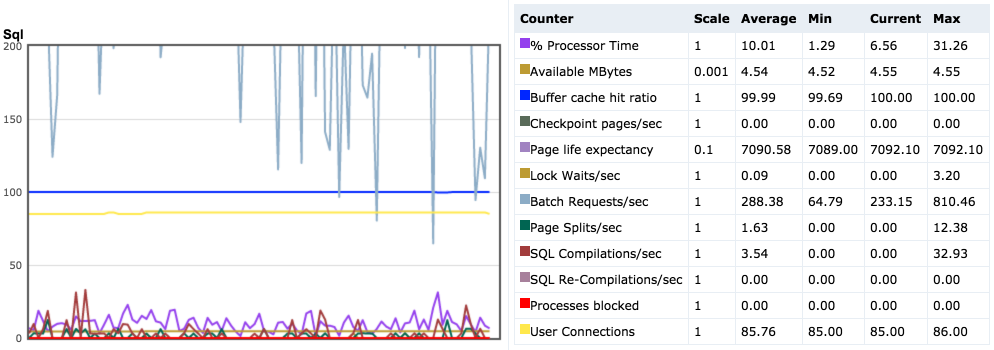 Sql
200
150
100
50
0
Counter Scale Average Min Current Max
% Processor Time 1 10.01 1.29 6.56 31.26
Available MBytes 0.001 4.54 4.52 4.55 4.55
Buffer cache hit ratio 1 99.99 99.69 100.00 100.00
Checkpoint pages/sec 1 0.00 0.00 0.00 0.00
Page life expectancy 0.1 7090.58 7089.00 7092.10 7092.10
Lock Waits/sec 1 0.09 0.00 0.00 3.20
Batch Requests/sec 1 288.38 64.79 233.15 810.46
Page Splits/sec 1 1.63 0.00 0.00 12.38
SQL Compilations/sec 1 3.54 0.00 0.00 32.93
SQL Re-Compilations/sec 1 0.00 0.00 0.00 0.00
Processes blocked 1 0.00 0.00 0.00 0.00
User Connections 1 85.76 85.00 85.00 86.00